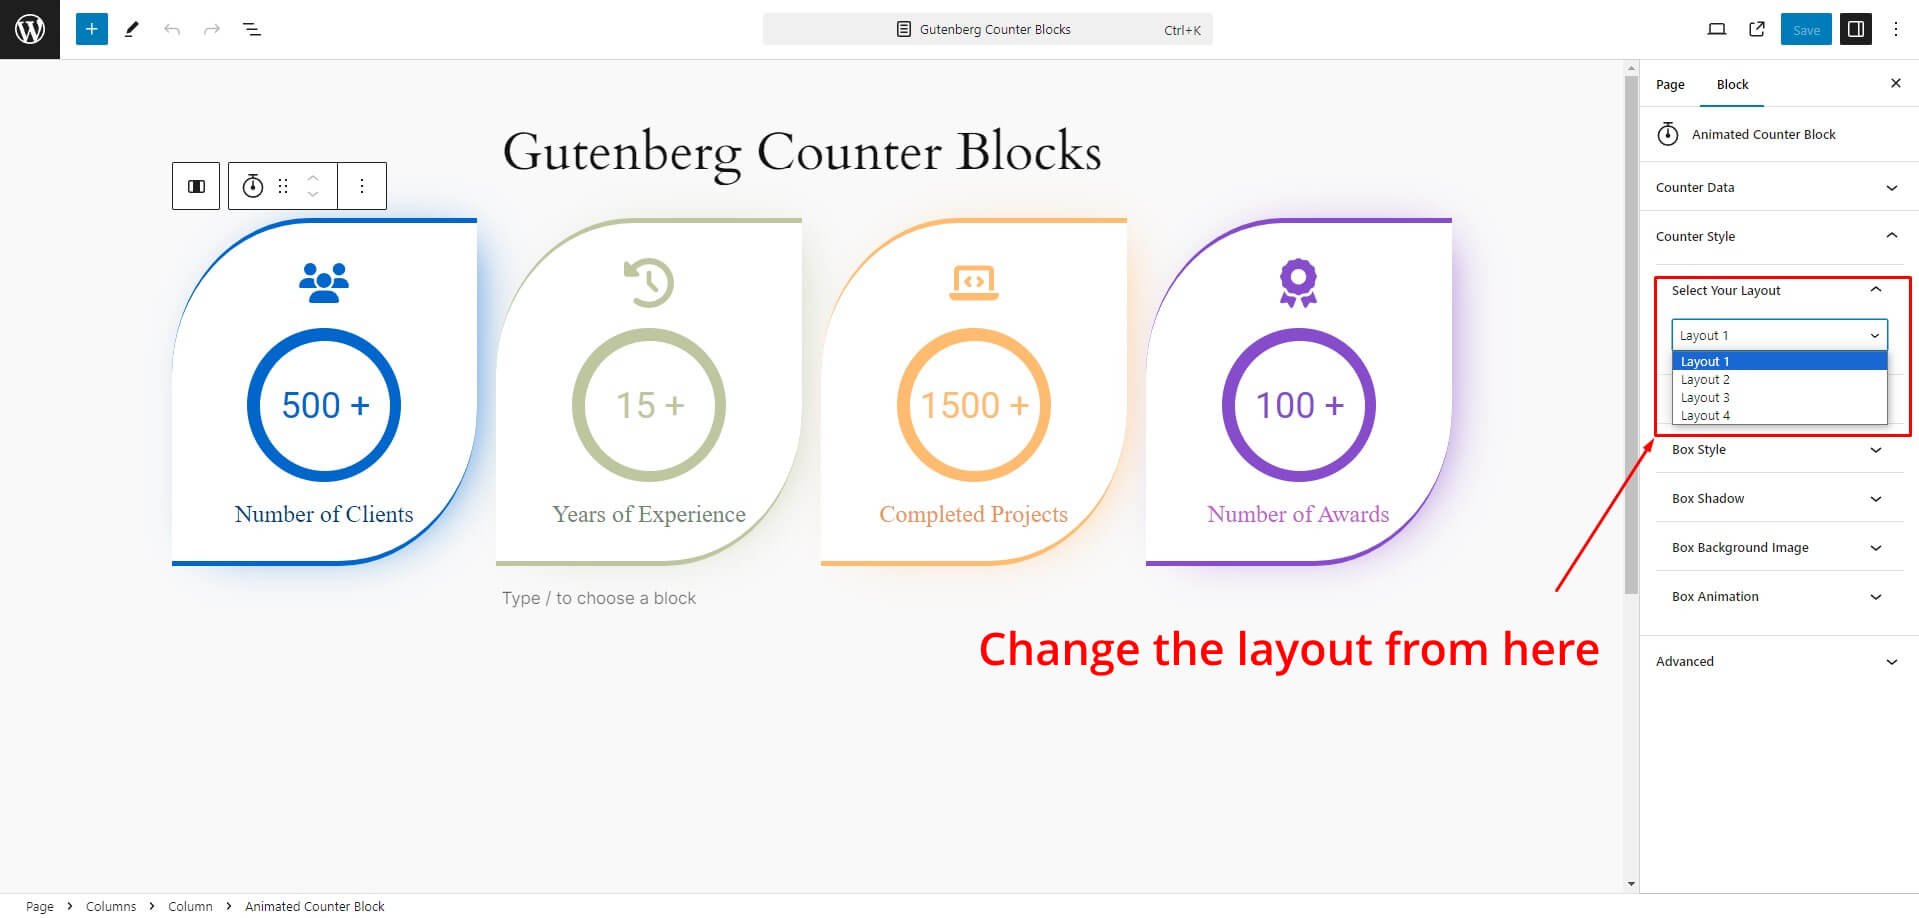 Gutenberg Counter Blocks
Ctrl+K
Save
Page
Block
Animated Counter Block
Counter Data
Counter Style
Select Your Layout
Layout 1
Layout 1
Layout 2
Layout 3
Layout 4
Box Style
Box Shadow
Box Background Image
Box Animation
Advanced
Gutenberg Counter Blocks
500 +
Number of Clients
15 +
Years of Experience
1500 +
Completed Projects
100 +
Number of Awards
Type / to choose a block
Change the layout from here
Page > Columns > Column > Animated Counter Block